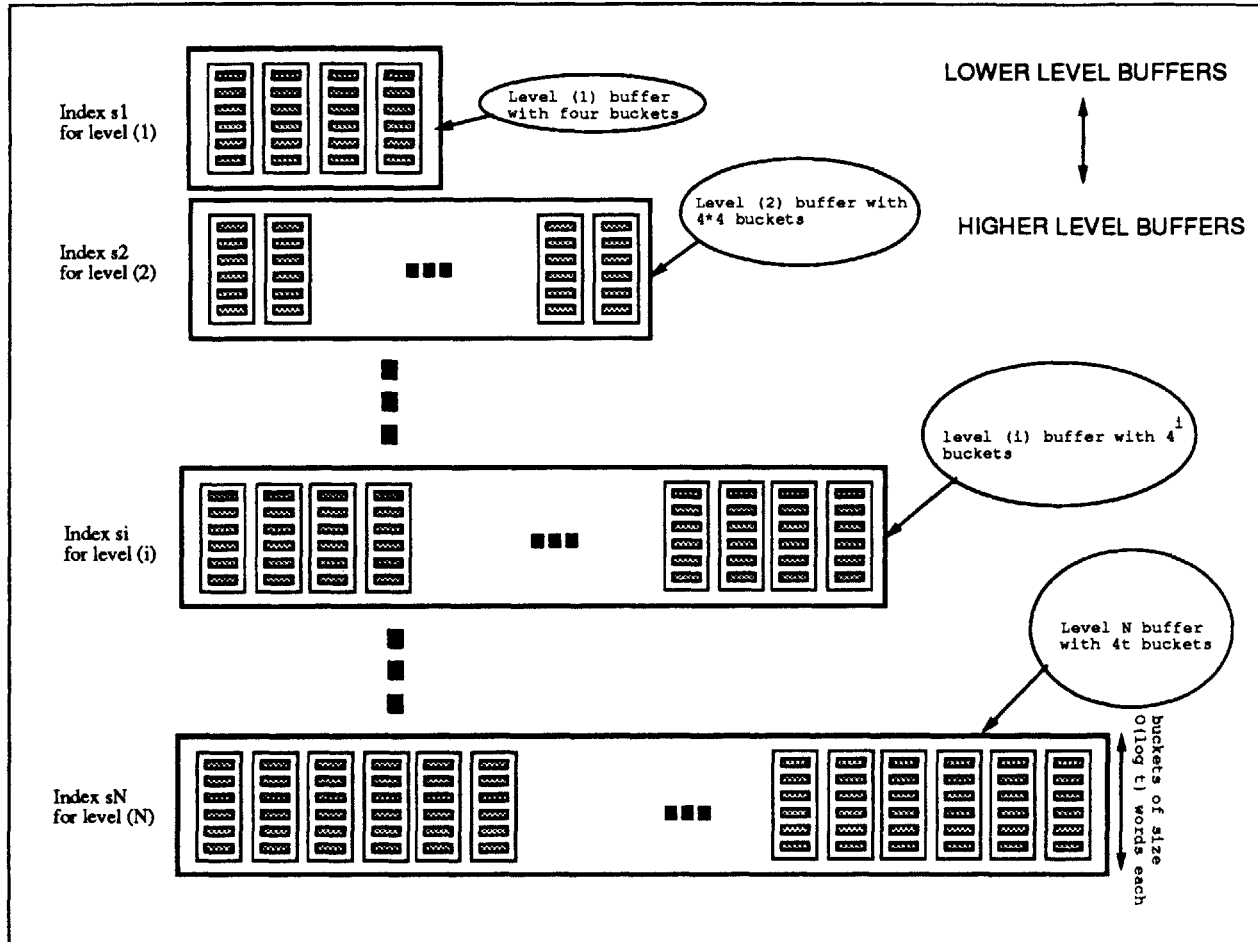 Index s1
for level (1)
Level (1) buffer
with four buckets
LOWER LEVEL BUFFERS
HIGHER LEVEL BUFFERS
Index s2
for level (2)
Level (2) buffer with
4*4 buckets
Index si
for level (i)
level (i) buffer with 4^i
buckets
Index sN
for level (N)
Level N buffer
with 4t buckets
buckets of size
O(log t) words each